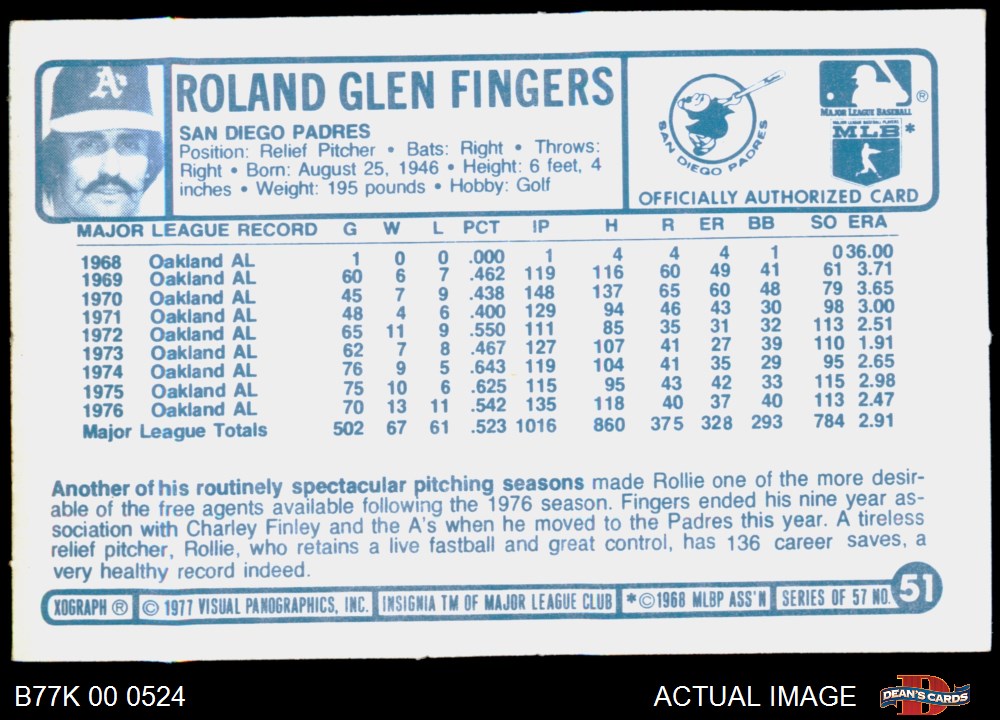 A's
ROLAND GLEN FINGERS
SAN DIEGO PADRES
Position: Relief Pitcher • Bats: Right • Throws:
Right • Born: August 25, 1946 • Height: 6 feet, 4
inches • Weight: 195 pounds • Hobby: Golf
SAN DIEGO PADRES
®
MAJOR LEAGUE BASEBALL
MLB*
OFFICIALLY AUTHORIZED CARD
MAJOR LEAGUE RECORD G W L PCT IP H R ER BB SO ERA
1968 Oakland AL 1 0 0 .000 1 4 4 4 1 0 36.00
1969 Oakland AL 60 6 7 .462 119 116 60 49 41 61 3.71
1970 Oakland AL 45 7 9 .438 148 137 65 60 48 79 3.65
1971 Oakland AL 48 4 6 .400 129 94 46 43 30 98 3.00
1972 Oakland AL 65 11 9 .550 111 85 35 31 32 113 2.51
1973 Oakland AL 62 7 8 .467 127 107 41 27 39 110 1.91
1974 Oakland AL 76 9 5 .643 119 104 41 35 29 95 2.65
1975 Oakland AL 75 10 6 .625 115 95 43 42 33 115 2.98
1976 Oakland AL 70 13 11 .542 135 118 40 37 40 113 2.47
Major League Totals 502 67 61 .523 1016 860 375 328 293 784 2.91
Another of his routinely spectacular pitching seasons made Rollie one of the more desir-
able of the free agents available following the 1976 season. Fingers ended his nine year as-
sociation with Charley Finley and the A's when he moved to the Padres this year. A tireless
relief pitcher, Rollie, who retains a live fastball and great control, has 136 career saves, a
very healthy record indeed.
XOGRAPH ® © 1977 VISUAL PANOGRAPHICS, INC. INSIGNIA TM OF MAJOR LEAGUE CLUB *©1968 MLBP ASS'N SERIES OF 57 NO. 51
B77K 00 0524 ACTUAL IMAGE DEAN'S CARDS